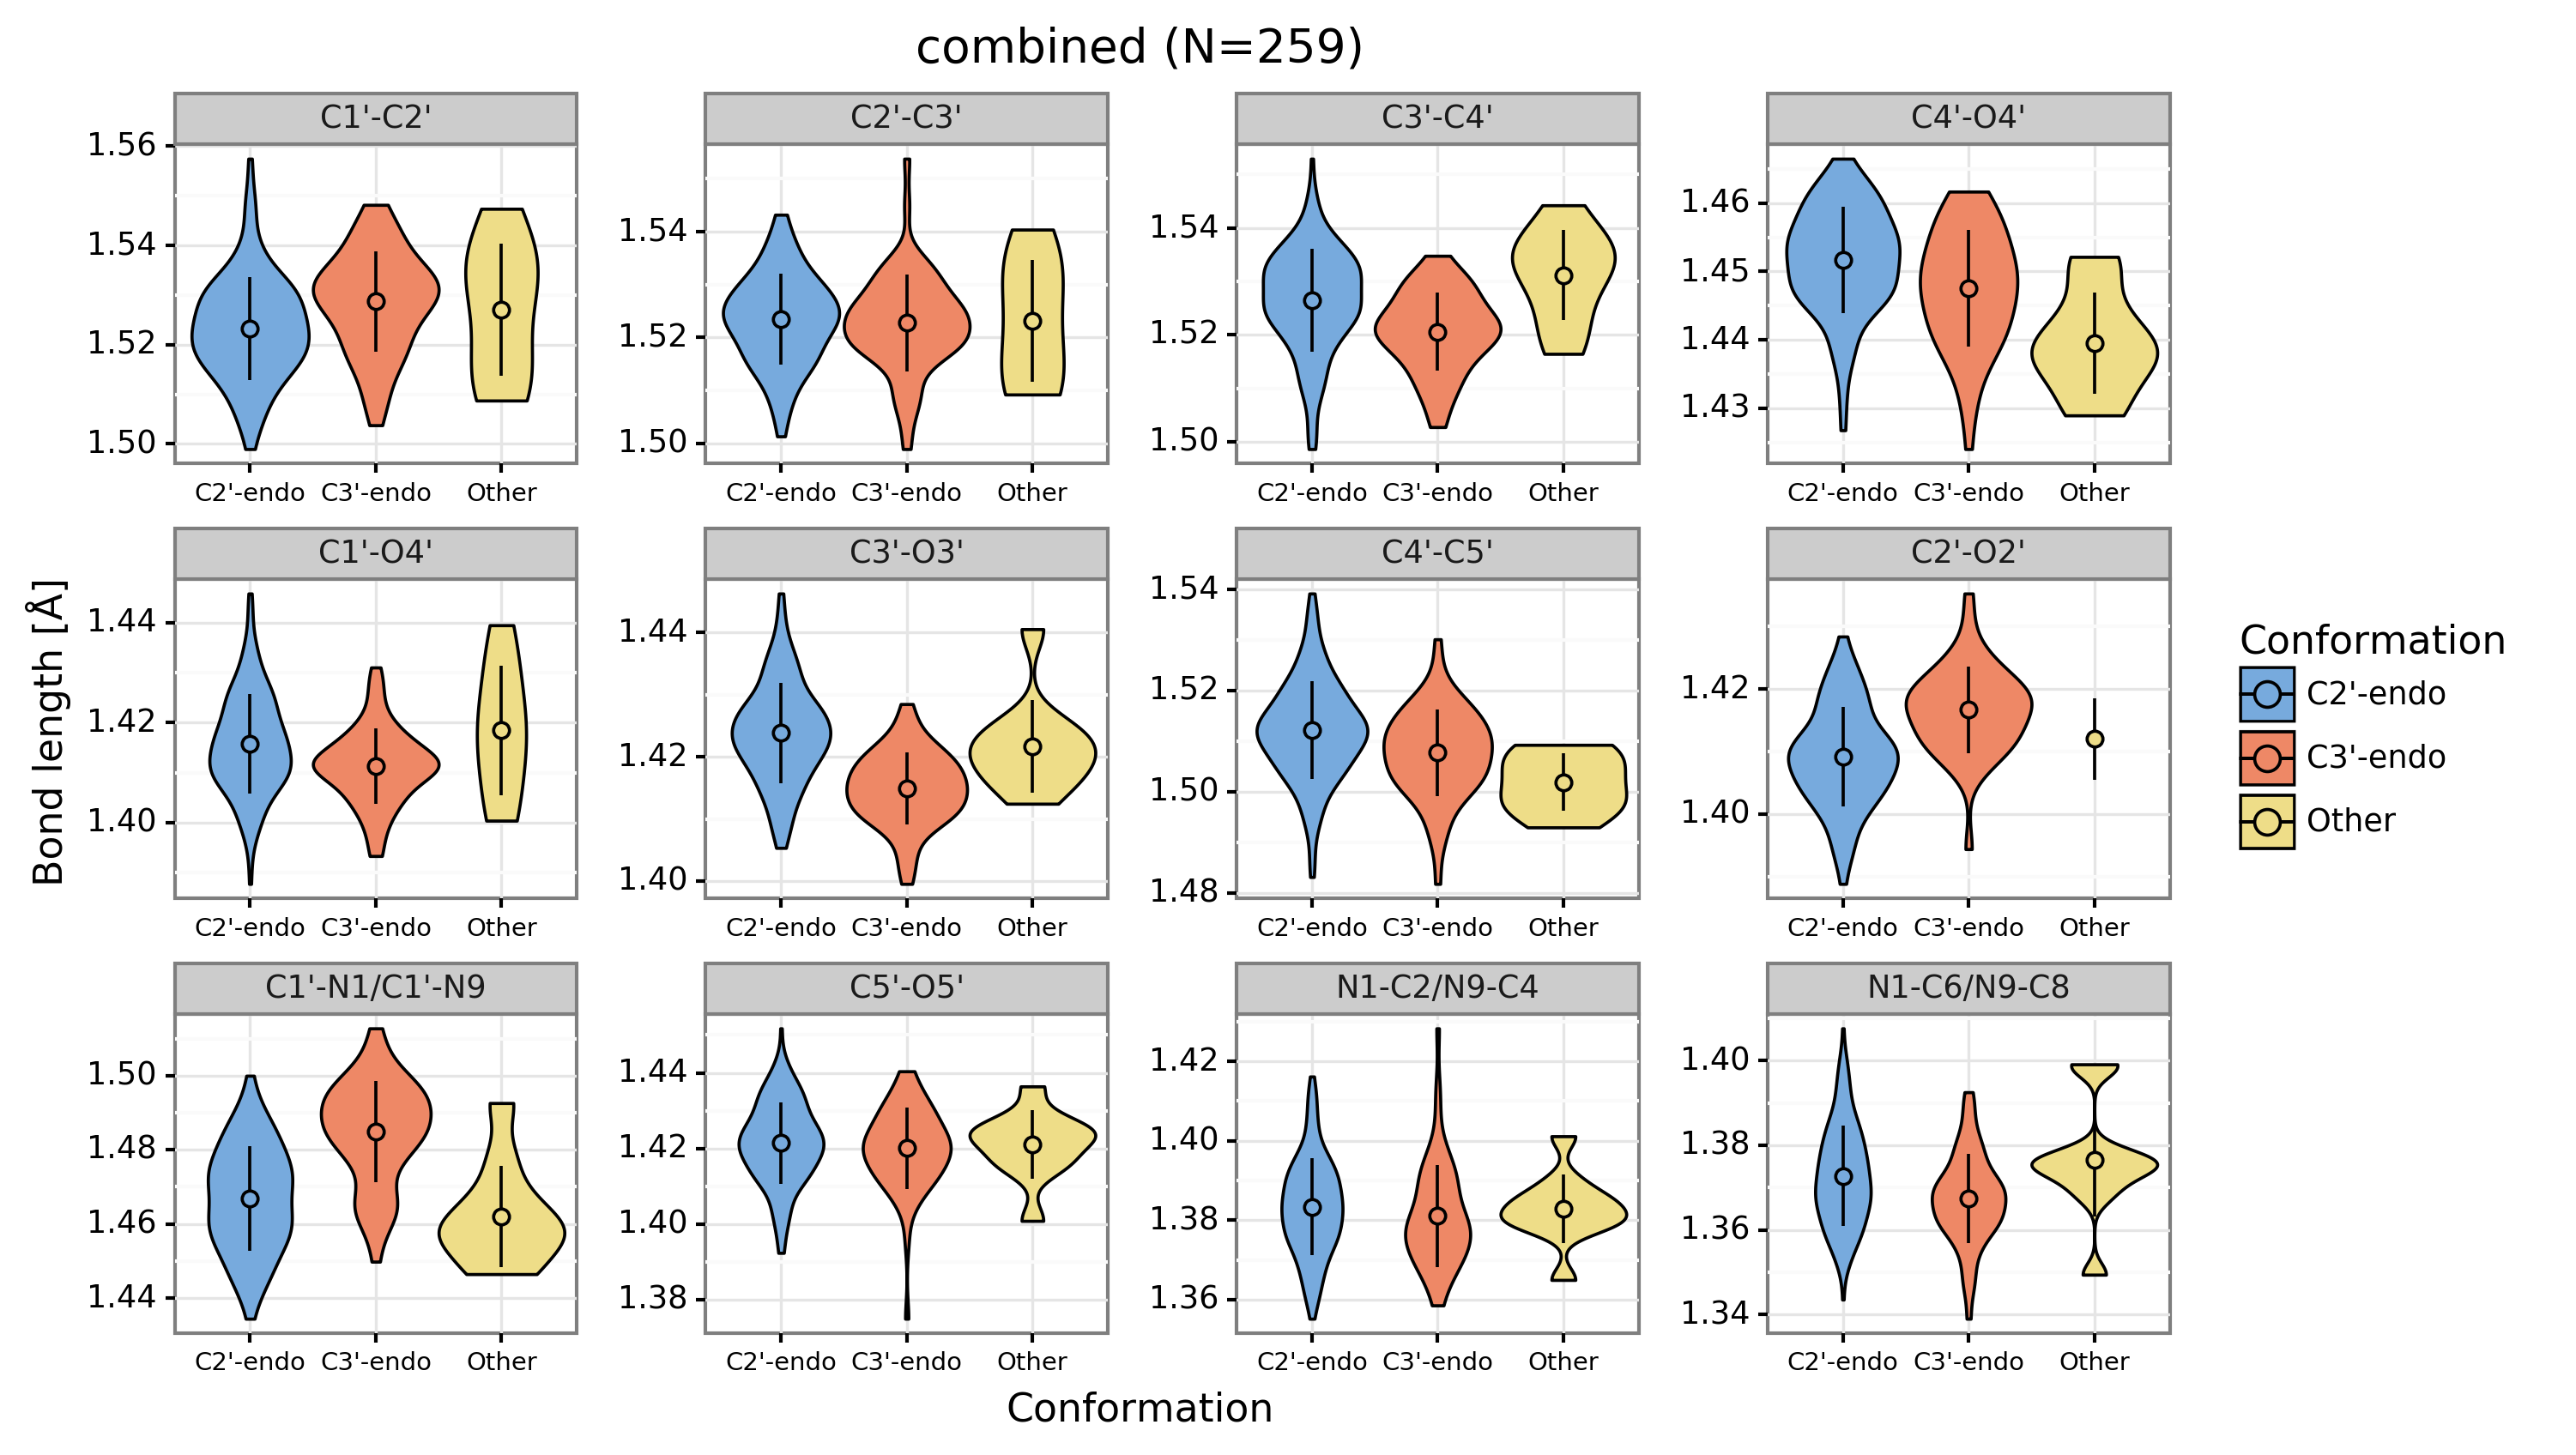 combined (N=259)
C1'-C2'
C2'-C3'
C3'-C4'
C4'-O4'
1.56
1.54
1.52
1.50
1.54
1.52
1.50
1.54
1.52
1.50
1.46
1.45
1.44
1.43
C2'-endo C3'-endo Other
C2'-endo C3'-endo Other
C2'-endo C3'-endo Other
C2'-endo C3'-endo Other
Bond length [Å]
C1'-O4'
C3'-O3'
C4'-C5'
C2'-O2'
1.44
1.42
1.40
1.44
1.42
1.40
1.54
1.52
1.50
1.48
1.42
1.40
C2'-endo C3'-endo Other
C2'-endo C3'-endo Other
C2'-endo C3'-endo Other
C2'-endo C3'-endo Other
C1'-N1/C1'-N9
C5'-O5'
N1-C2/N9-C4
N1-C6/N9-C8
1.50
1.48
1.46
1.44
1.44
1.42
1.40
1.38
1.42
1.40
1.38
1.36
1.40
1.38
1.36
1.34
C2'-endo C3'-endo Other
C2'-endo C3'-endo Other
C2'-endo C3'-endo Other
C2'-endo C3'-endo Other
Conformation
Conformation
C2'-endo
C3'-endo
Other